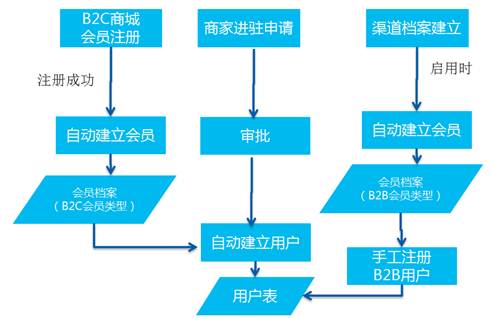 B2C商城
会员注册
商家进驻申请
渠道档案建立
注册成功
启用时
自动建立会员
审批
自动建立会员
会员档案
（B2C会员类型）
会员档案
（B2B会员类型）
自动建立用户
手工注册
B2B用户
用户表